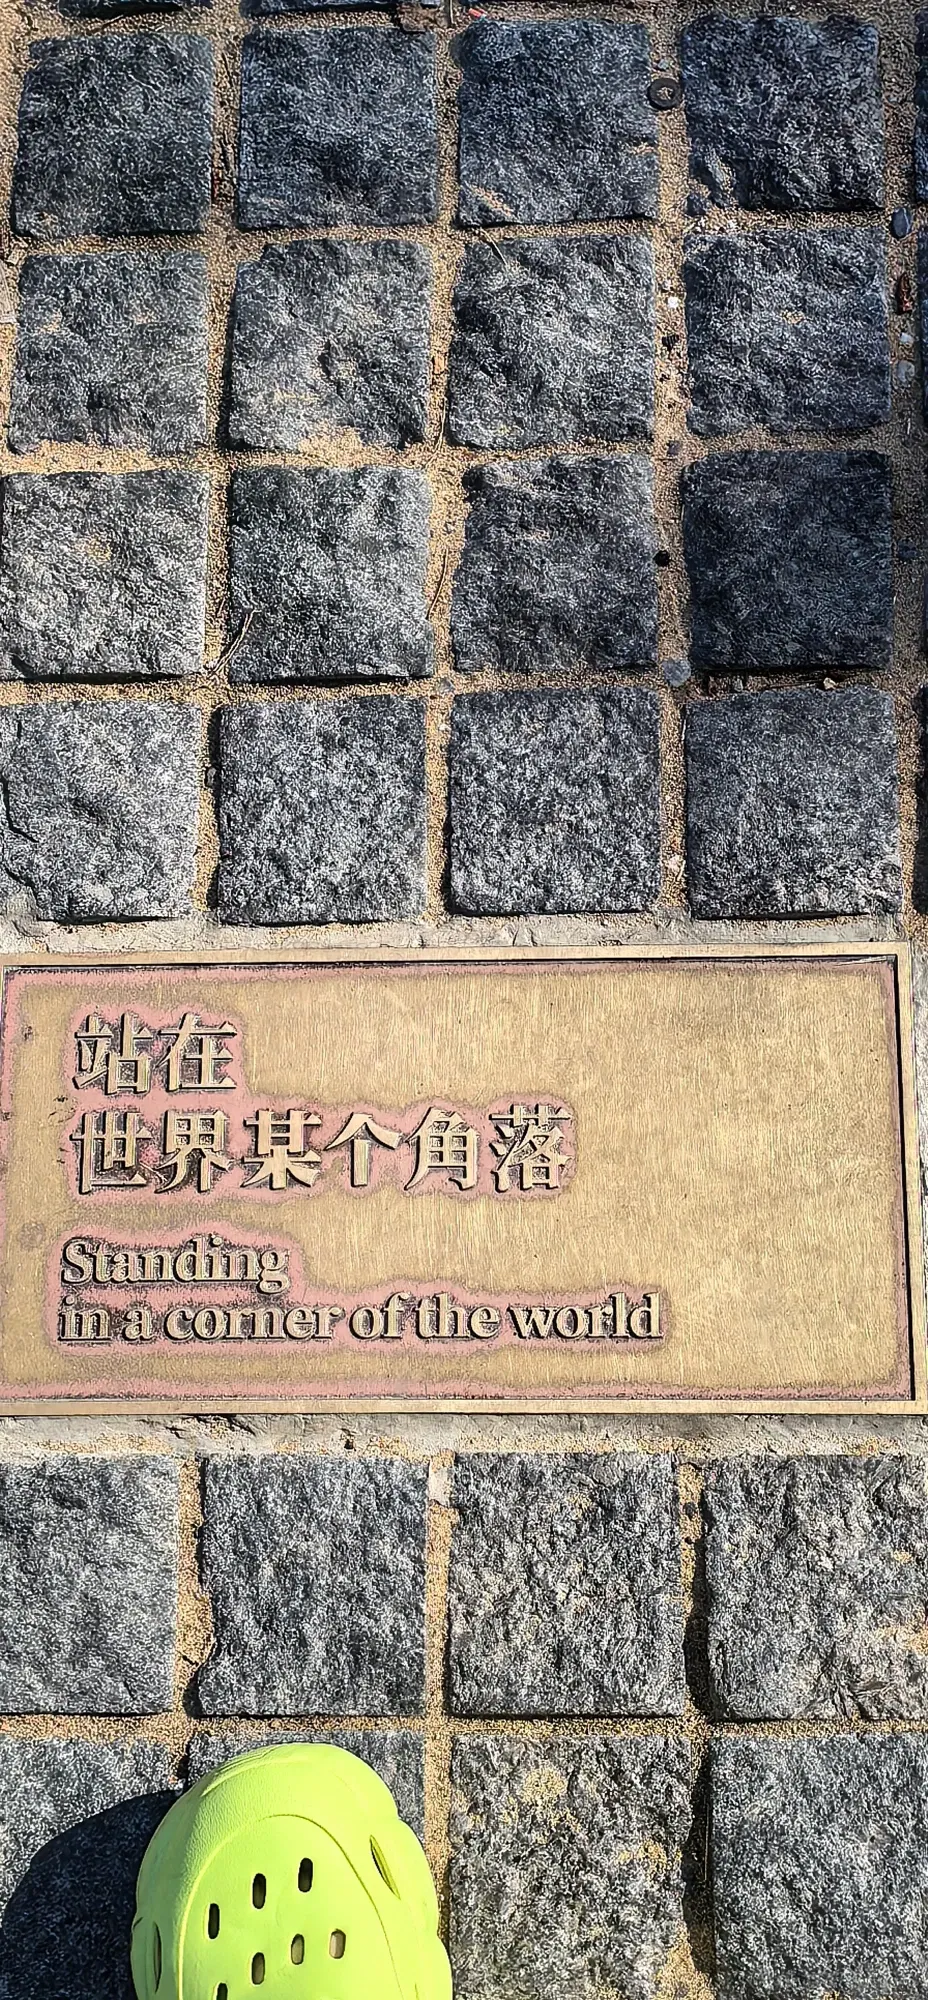 站在
世界某个角落
Standing
in a corner of the world